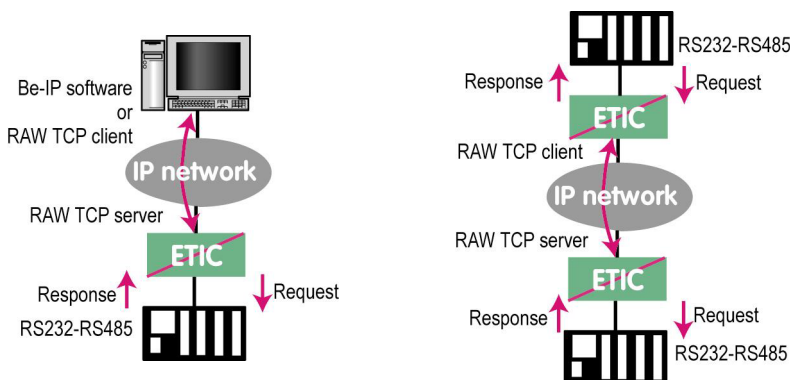 Be-IP software
or
RAW TCP client
IP network
RAW TCP server
ETIC
Response
Request
RS232-RS485
RS232-RS485
Response
Request
ETIC
RAW TCP client
IP network
RAW TCP server
ETIC
Response
Request
RS232-RS485